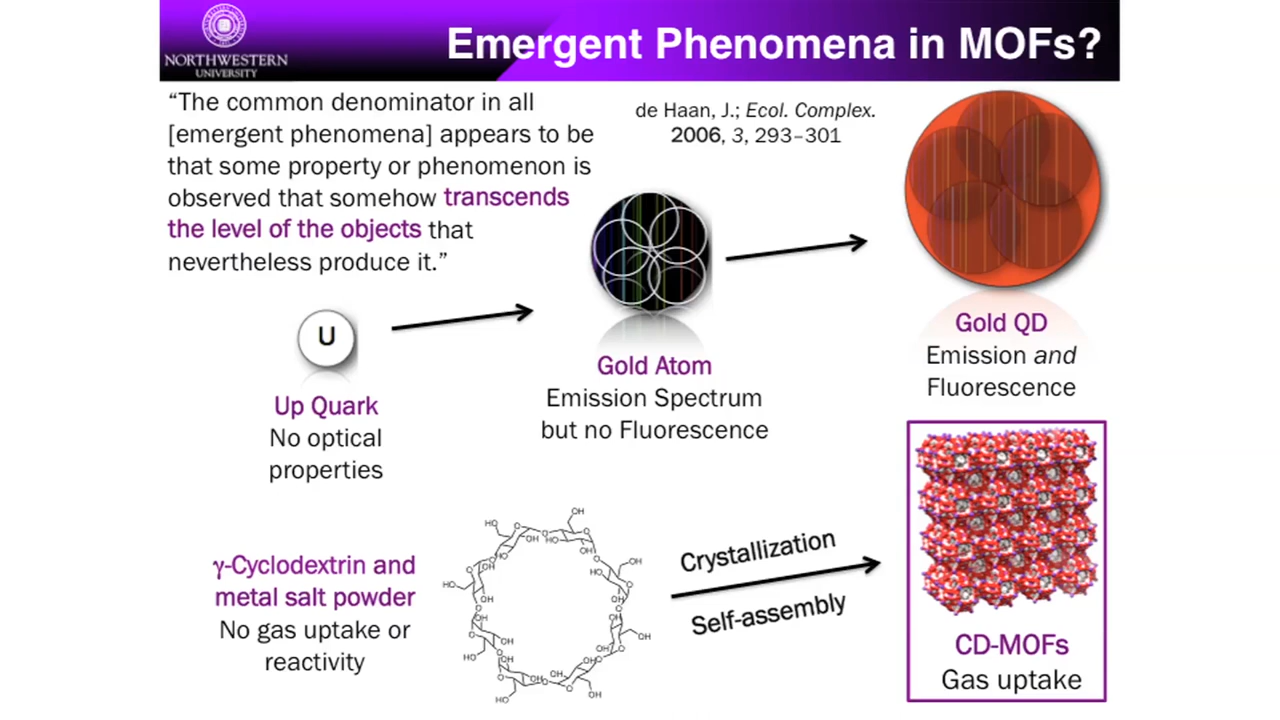 NORTHWESTERN
UNIVERSITY
Emergent Phenomena in MOFs?
“The common denominator in all
[emergent phenomena] appears to be
that some property or phenomenon is
observed that somehow transcends
the level of the objects that
nevertheless produce it.”
de Haan, J.; Ecol. Complex.
2006, 3, 293–301
U
Up Quark
No optical
properties
Gold Atom
Emission Spectrum
but no Fluorescence
Gold QD
Emission and
Fluorescence
γ-Cyclodextrin and
metal salt powder
No gas uptake or
reactivity
Crystallization
Self-assembly
CD-MOFs
Gas uptake